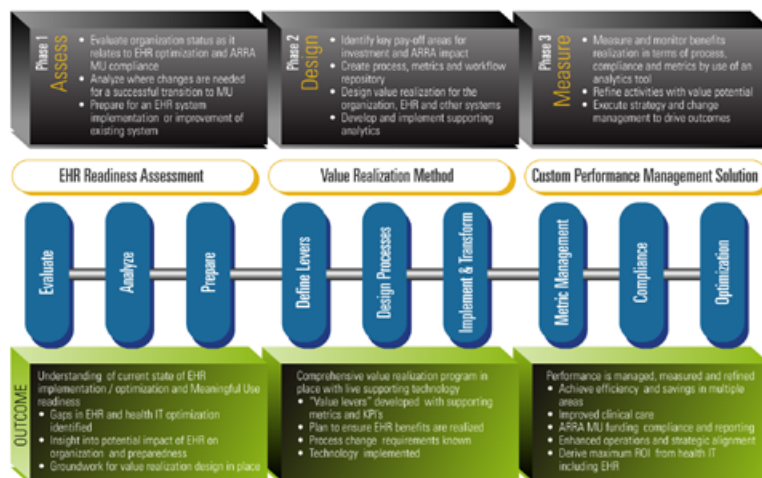 Phase 1
Assess
• Evaluate organization status as it
relates to EHR optimization and ARRA
MU compliance
• Analyze where changes are needed
for a successful transition to MU
• Prepare for an EHR system
implementation or improvement of
existing system
Phase 2
Design
• Identify key pay-off areas for
investment and ARRA impact
• Create process, metrics and workflow
repository
• Design value realization for the
organization, EHR and other systems
• Develop and implement supporting
analytics
Phase 3
Measure
• Measure and monitor benefits
realization in terms of process,
compliance and metrics by use of an
analytics tool
• Refine activities with value potential
• Execute strategy and change
management to drive outcomes
EHR Readiness Assessment
Value Realization Method
Custom Performance Management Solution
Evaluate
Analyze
Prepare
Define Levers
Design Processes
Implement & Transform
Metric Management
Compliance
Optimization
OUTCOME
Understanding of current state of EHR
implementation / optimization and Meaningful Use
readiness
• Gaps in EHR and health IT optimization
identified
• Insight into potential impact of EHR on
organization and preparedness
• Groundwork for value realization design in place
Comprehensive value realization program in
place with live supporting technology
• "Value levers" developed with supporting
metrics and KPI's
• Plan to ensure EHR benefits are realized
• Process change requirements known
• Technology implemented
Performance is managed, measured and refined
• Achieve efficiency and savings in multiple
areas
• Improved clinical care
• ARRA MU funding compliance and reporting
• Enhanced operations and strategic alignment
• Derive maximum ROI from health IT
including EHR